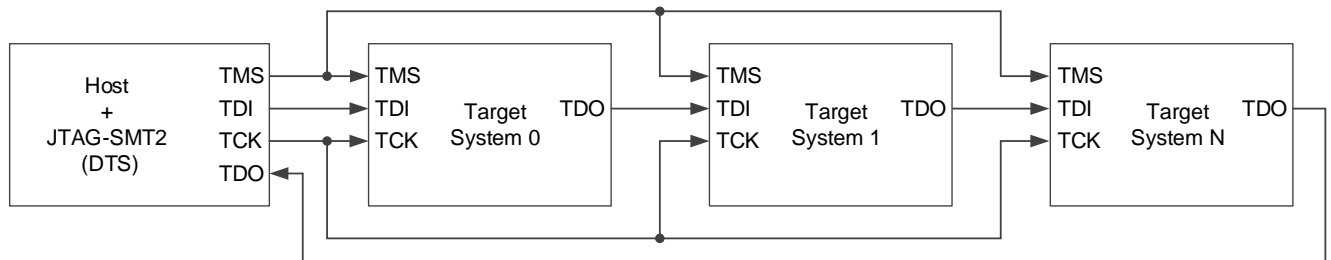 Host
+
JTAG-SMT2
(DTS)
TMS
TDI
TCK
TDO
TMS
TDI
TCK
Target
System 0
TDO
TMS
TDI
TCK
Target
System 1
TDO
TMS
TDI
TCK
Target
System N
TDO